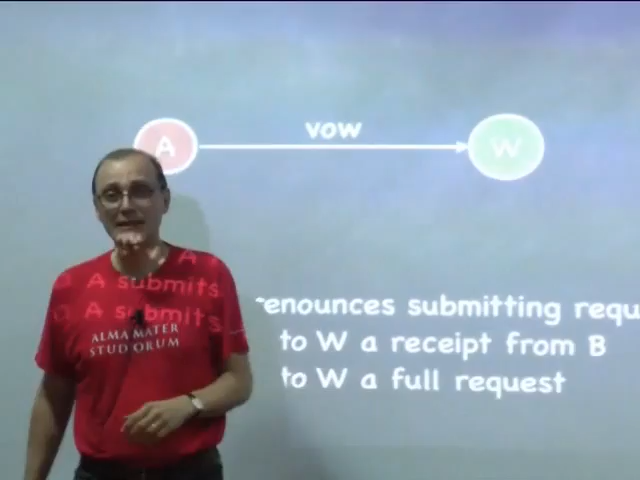 vow
A W
A
A submits
A submits
ALMA MATER
STUDIORUM
renounces submitting requ
to W a receipt from B
to W a full request